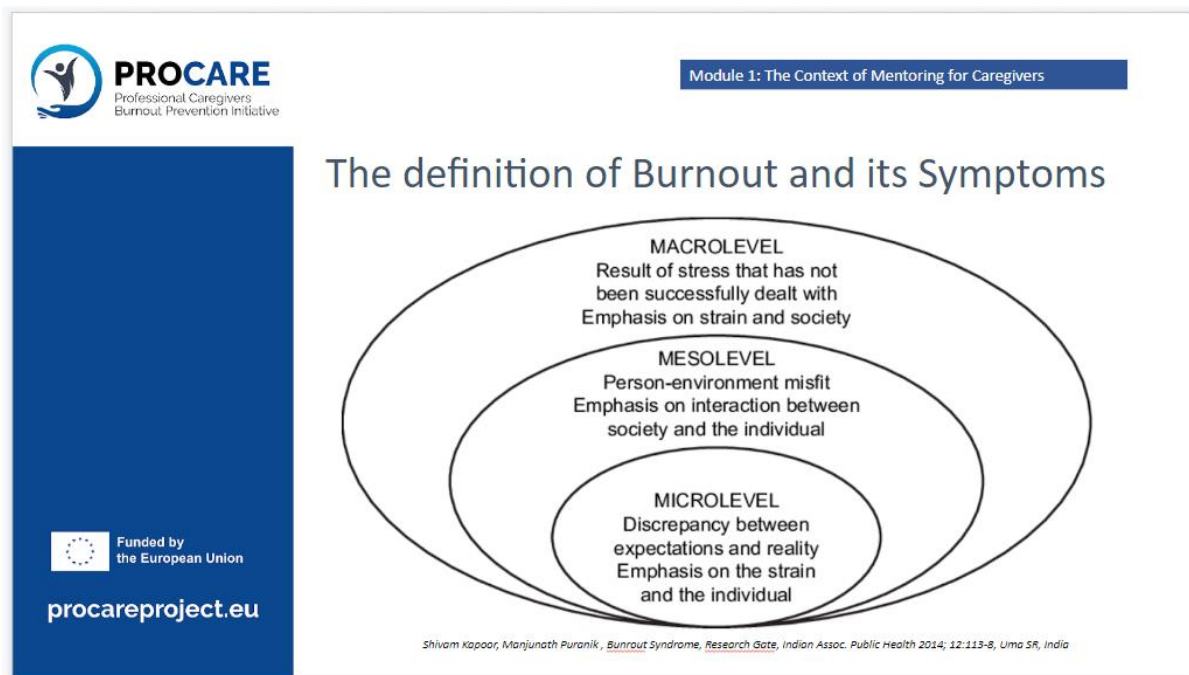 PROCARE
Professional Caregivers
Burnout Prevention Initiative
Module 1: The Context of Mentoring for Caregivers
The definition of Burnout and its Symptoms
MACROLEVEL
Result of stress that has not
been successfully dealt with
Emphasis on strain and society
MESOLEVEL
Person-environment misfit
Emphasis on interaction between
society and the individual
MICROLEVEL
Discrepancy between
expectations and reality
Emphasis on the strain
and the individual
Funded by
the European Union
procareproject.eu
Shivam Kapoor, Manjunath Puranik , Bunrout Syndrome, Research Gate, Indian Assoc. Public Health 2014; 12:113-8, Uma SR, India